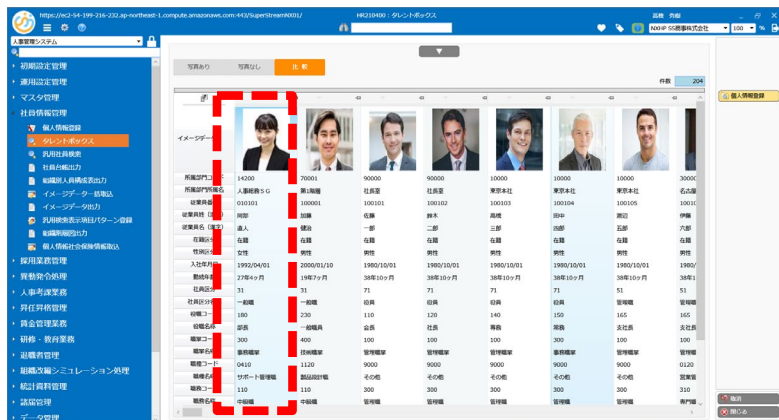 https://ec2-54-199-216-232.ap-northeast-1.compute.amazonaws.com:443/SuperStreamNX01/
HR210400：タレントボックス
NXHP SS商事株式会社
100
%
人事管理システム
初期設定管理
運用設定管理
マスタ管理
社員情報管理
個人情報登録
タレントボックス
汎用社員検索
社員台帳出力
組織別人員構成表出力
イメージデータ一括取込
イメージデータ出力
汎用検索表示項目パターン登録
組織階層図出力
個人情報社会保険情報取込
採用業務管理
異動発令処理
人事考課業務
昇任昇格管理
賃金管理業務
研修・教育業務
退職者管理
組織改編シミュレーション処理
統計資料管理
諸届管理
データ管理
写真あり 写真なし 比 較
件数 204
個人情報登録
イメージデータ
所属部門コード 14200 70001 90000 90000 10000 10000 10000
所属部門所属名 人事総務ＳＧ 第1階層 社長室 社長室 東京本社 東京本社 東京本社
従業員番号 010101 100001 100101 100102 100103 100104 100105
従業員姓 阿部 加藤 佐藤 鈴木 高橋 田中 渡辺 伊藤
従業員名（漢字） 直人 健治 一郎 二郎 三郎 四郎 五郎 六郎
在籍区分 在籍 在籍 在籍 在籍 在籍 在籍 在籍 在籍
性別区分 女性 男性 男性 男性 男性 男性 男性 男性
入社年月日 1992/04/01 2000/01/10 1980/10/01 1980/10/01 1980/10/01 1980/10/01 1980/10/01 1980/
勤続年数 27年4ヶ月 19年7ヶ月 38年10ヶ月 38年10ヶ月 38年10ヶ月 38年10ヶ月 38年10ヶ月
社員区分 31 31 71 71 71 71 51 51
社員区分名 一般職 一般職 役員 役員 役員 役員 管理職 管理職
役職コード 180 230 110 120 140 150 165 165
役職名称 部長 一般職員 会長 社長 専務 常務 支社長 支社長
職掌コード 300 400 100 100 100 300 100 100
職掌名称 事務職掌 技術職掌 管理職掌 管理職掌 管理職掌 事務職掌 管理職掌
職種コード 0410 1120 9000 9000 9000 9000 9000 0120
職種名称 サポート管理職 製品設計職 その他 その他 その他 その他 その他
職務コード 110 110 300 300 300 300 300 310
職務名称 中級職 中級職 管理職 管理職 管理職 管理職 管理職
取消
閉じる